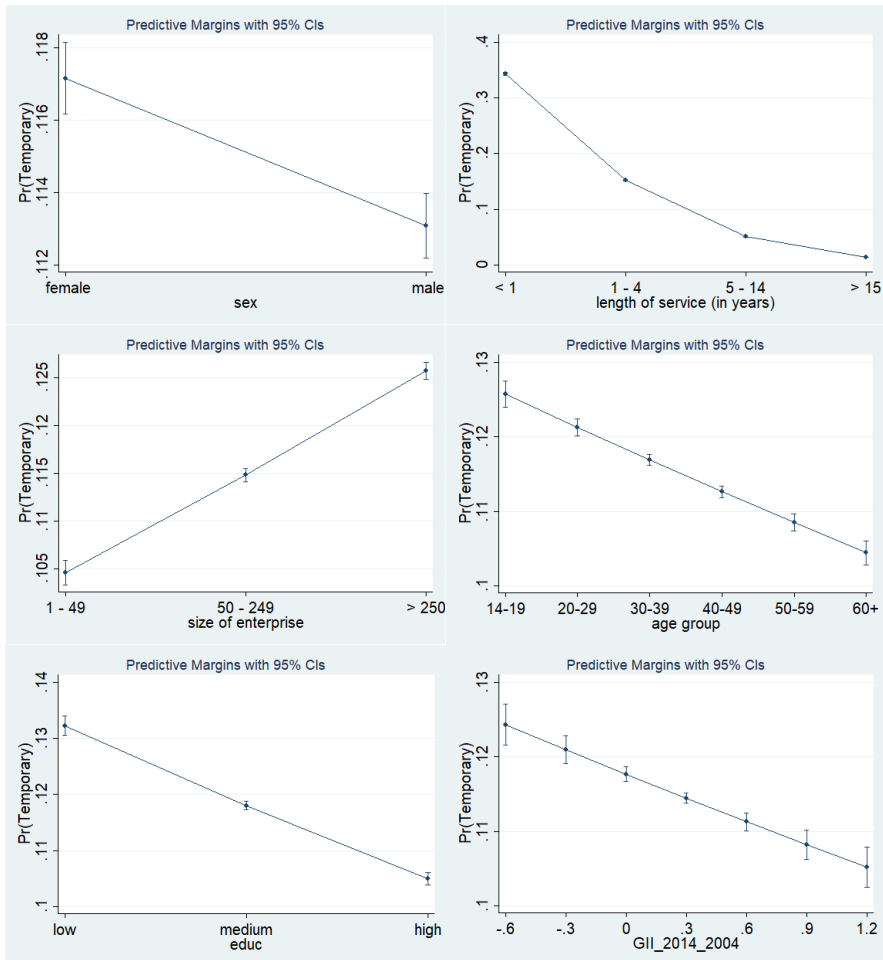 Predictive Margins with 95% CIs
Pr(Temporary)
.118
.116
.114
.112
female male
sex
Predictive Margins with 95% CIs
Pr(Temporary)
.4
.3
.2
.1
0
< 1 1 - 4 5 - 14 > 15
length of service (in years)
Predictive Margins with 95% CIs
Pr(Temporary)
.125
.12
.115
.11
.105
1 - 49 50 - 249 > 250
size of enterprise
Predictive Margins with 95% CIs
Pr(Temporary)
.13
.12
.11
.1
14-19 20-29 30-39 40-49 50-59 60+
age group
Predictive Margins with 95% CIs
Pr(Temporary)
.14
.13
.12
.11
.1
low medium high
educ
Predictive Margins with 95% CIs
Pr(Temporary)
.13
.12
.11
.1
-.6 -.3 0 .3 .6 .9 1.2
GII_2014_2004